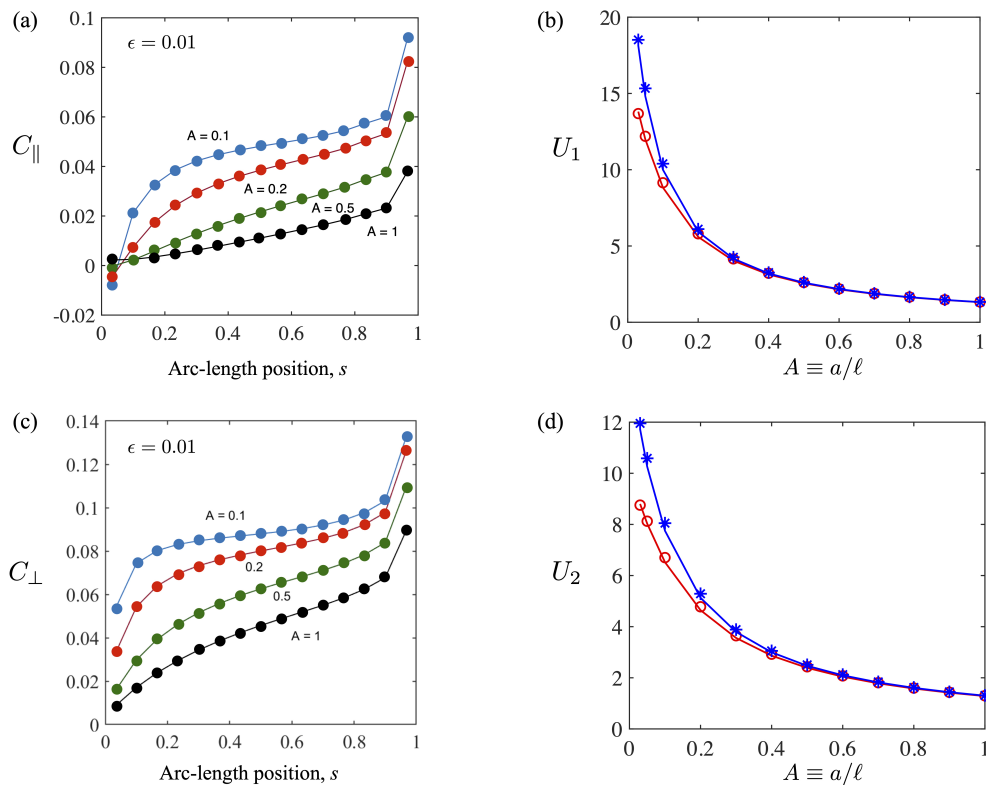 (a)
ϵ = 0.01
C∥
0.1
0.08
0.06
0.04
0.02
0
-0.02
A = 0.1
A = 0.2
A = 0.5
A = 1
0 0.2 0.4 0.6 0.8 1
Arc-length position, s
(b)
U₁
20
15
10
5
0
0 0.2 0.4 0.6 0.8 1
A ≡ a/ℓ
(c)
ϵ = 0.01
C⊥
0.14
0.12
0.1
0.08
0.06
0.04
0.02
0
A = 0.1
0.2
0.5
A = 1
0 0.2 0.4 0.6 0.8 1
Arc-length position, s
(d)
U₂
12
10
8
6
4
2
0
0 0.2 0.4 0.6 0.8 1
A ≡ a/ℓ